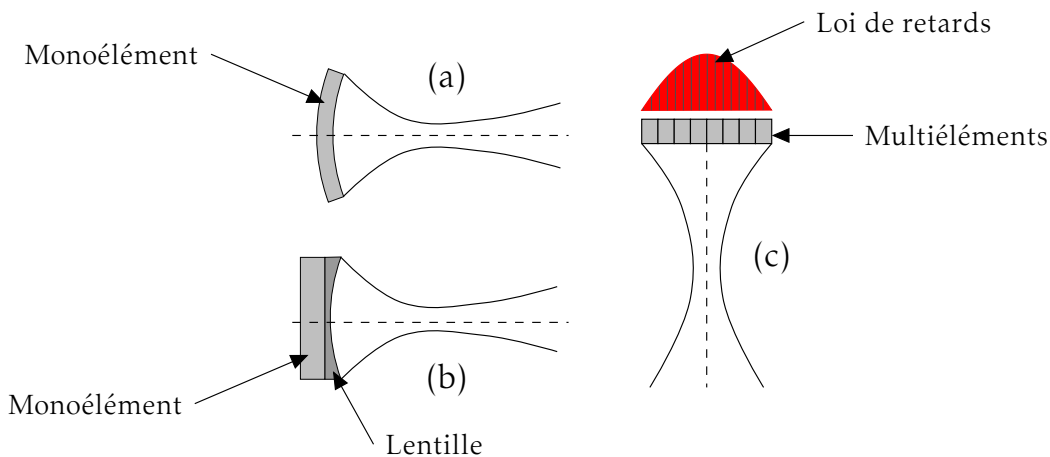 Monoélément
(a)
Loi de retards
Multiéléments
(b)
Monoélément
Lentille
(c)